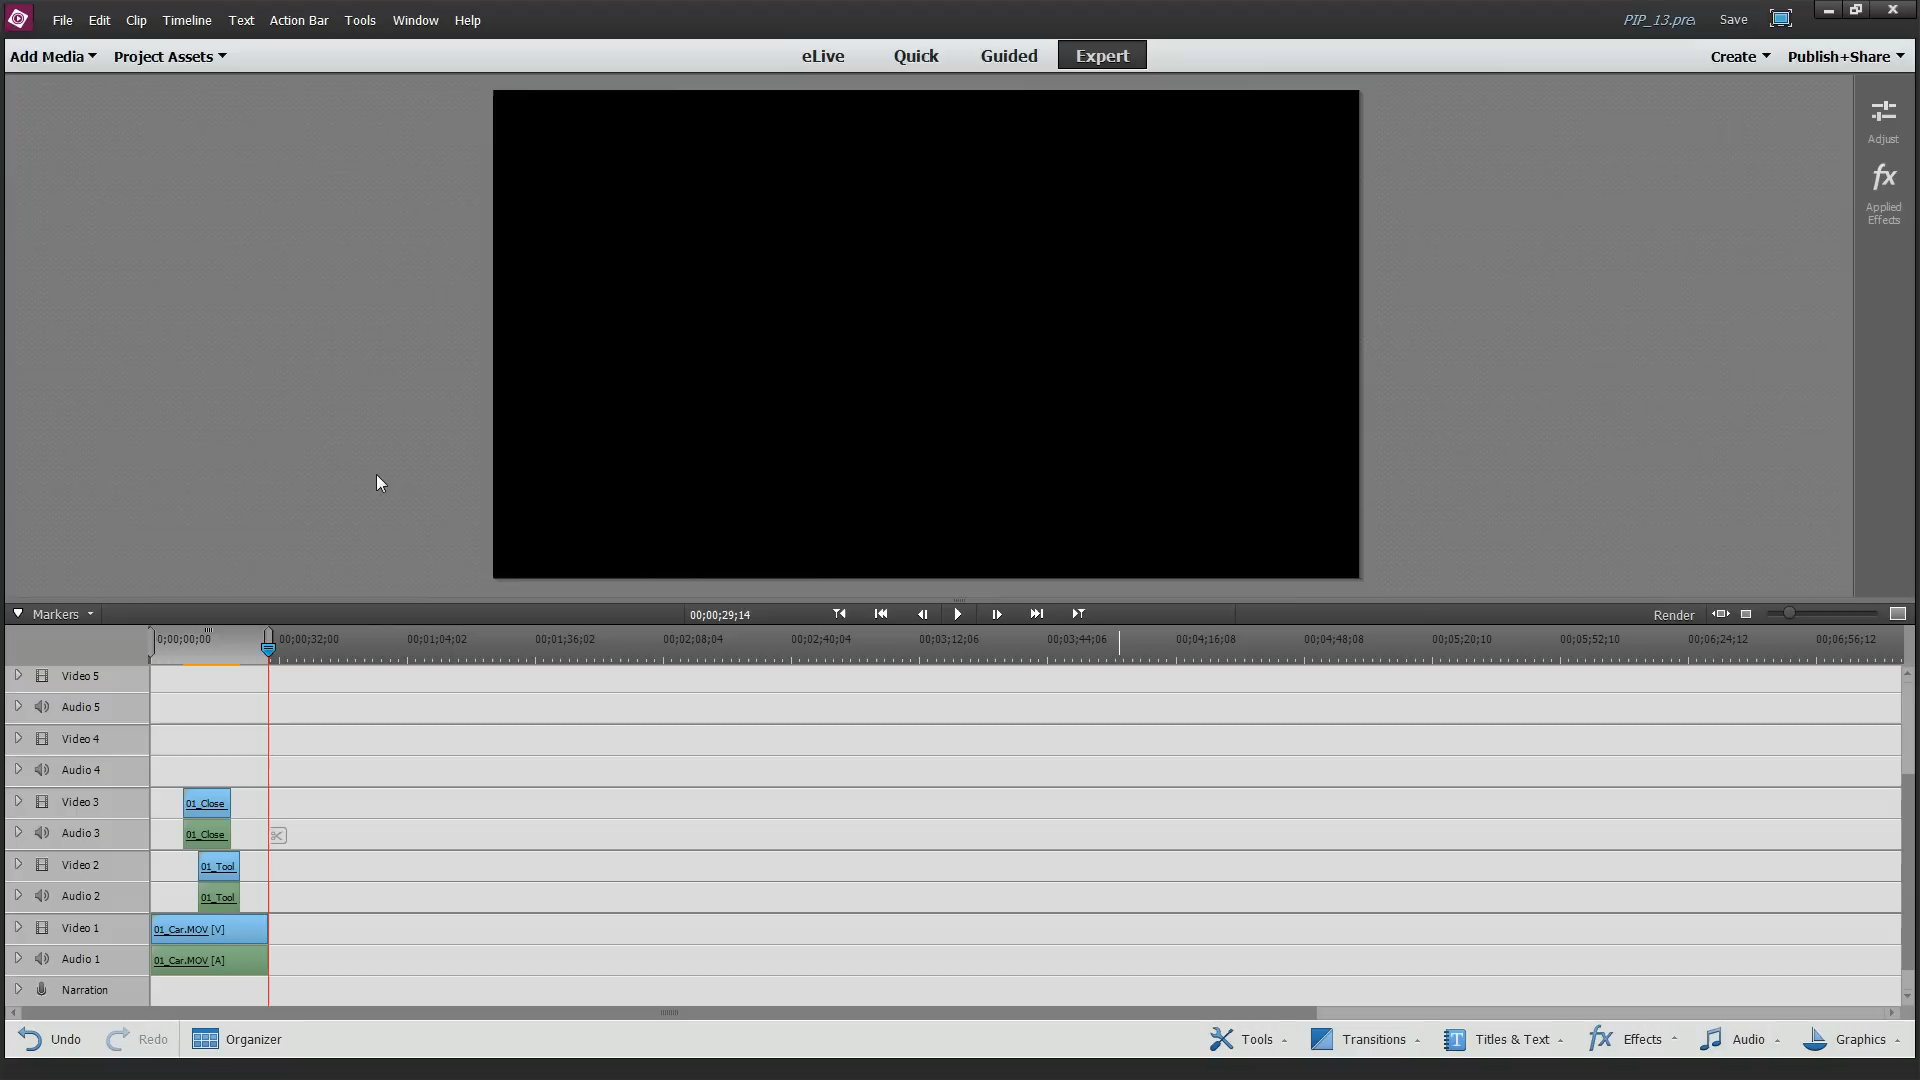 File Edit Clip Timeline Text Action Bar Tools Window Help PIP_13.pre Save
Add Media Project Assets eLive Quick Guided Expert Create Publish+Share
Adjust
fx
Applied
Effects
Markers 00;00;29;14 Render
0;00;00;00 00;00;32;00 00;01;04;02 00;01;36;02 00;02;08;04 00;02;40;04 00;03;12;06 00;03;44;06 00;04;16;08 00;04;48;08 00;05;20;10 00;05;52;10 00;06;24;12 00;06;56;12
Video 5
Audio 5
Video 4
Audio 4
Video 3 01_Close
Audio 3 01_Close
Video 2 01_Tool
Audio 2 01_Tool
Video 1 01_Car.MOV [V]
Audio 1 01_Car.MOV [A]
Narration
Undo Redo Organizer Tools Transitions T Titles & Text fx Effects Audio Graphics